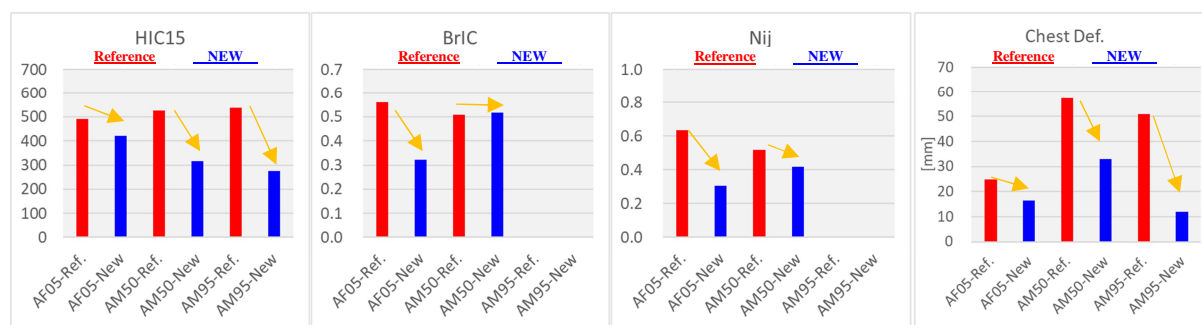 HIC15
Reference NEW
700
600
500
400
300
200
100
0
AF05-Ref.
AF05-New
AM50-Ref.
AM50-New
AM95-Ref.
AM95-New
BrIC
Reference NEW
0.7
0.6
0.5
0.4
0.3
0.2
0.1
0.0
AF05-Ref.
AF05-New
AM50-Ref.
AM50-New
AM95-Ref.
AM95-New
Nij
Reference NEW
1.0
0.8
0.6
0.4
0.2
0.0
AF05-Ref.
AF05-New
AM50-Ref.
AM50-New
AM95-Ref.
AM95-New
Chest Def.
Reference NEW
[mm]
70
60
50
40
30
20
10
0
AF05-Ref.
AF05-New
AM50-Ref.
AM50-New
AM95-Ref.
AM95-New